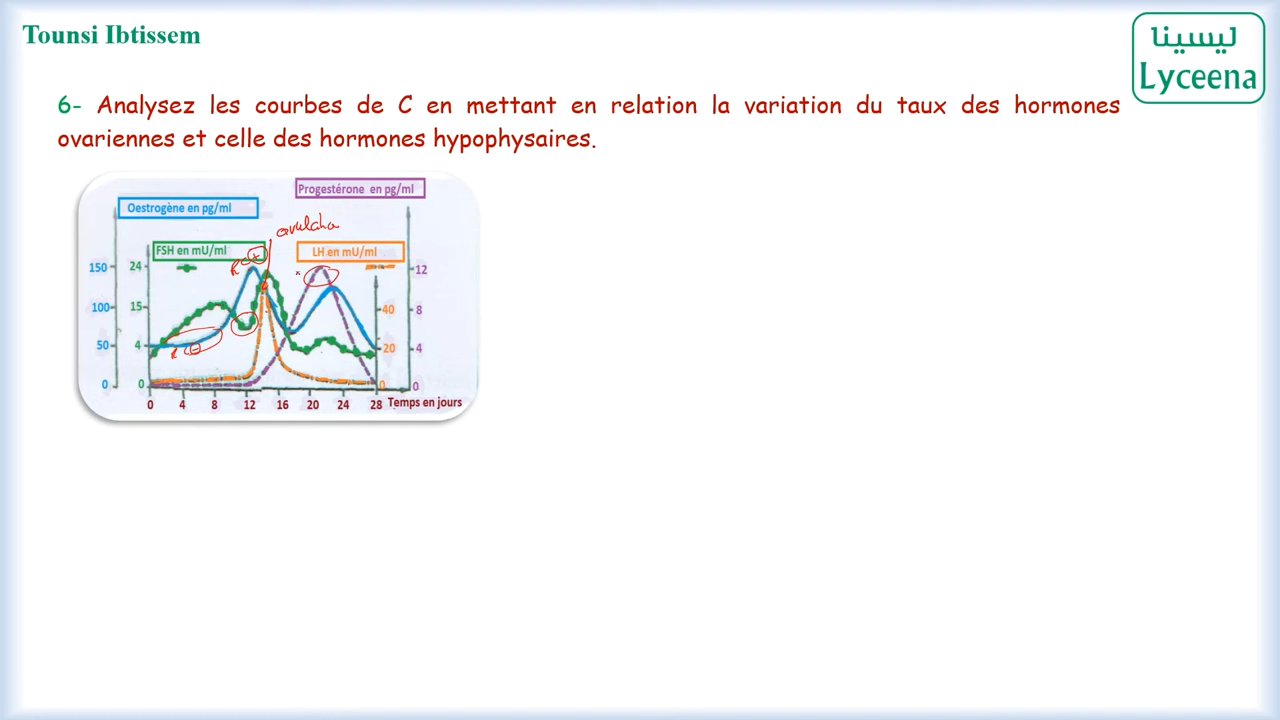 Tounsi Ibtissem
ليسينا
Lyceena
6- Analysez les courbes de C en mettant en relation la variation du taux des hormones
ovariennes et celle des hormones hypophysaires.
Progestérone en pg/ml
Oestrogène en pg/ml
FSH en mU/ml
LH en mU/ml
150
24
12
100
15
40
8
50
4
20
4
0
0
0
0
0 4 8 12 16 20 24 28 Temps en jours